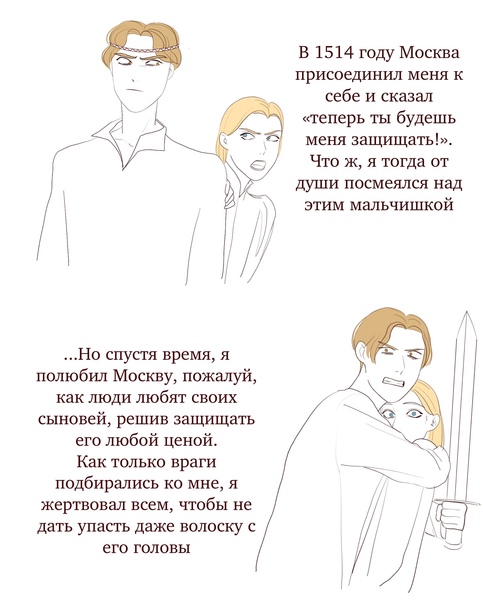 В 1514 году Москва
присоединил меня к
себе и сказал
«теперь ты будешь
меня защищать!».
Что ж, я тогда от
души посмеялся над
этим мальчишкой
...Но спустя время, я
полюбил Москву, пожалуй,
как люди любят своих
сыновей, решив защищать
его любой ценой.
Как только враги
подбирались ко мне, я
жертвовал всем, чтобы не
дать упасть даже волоску с
его головы